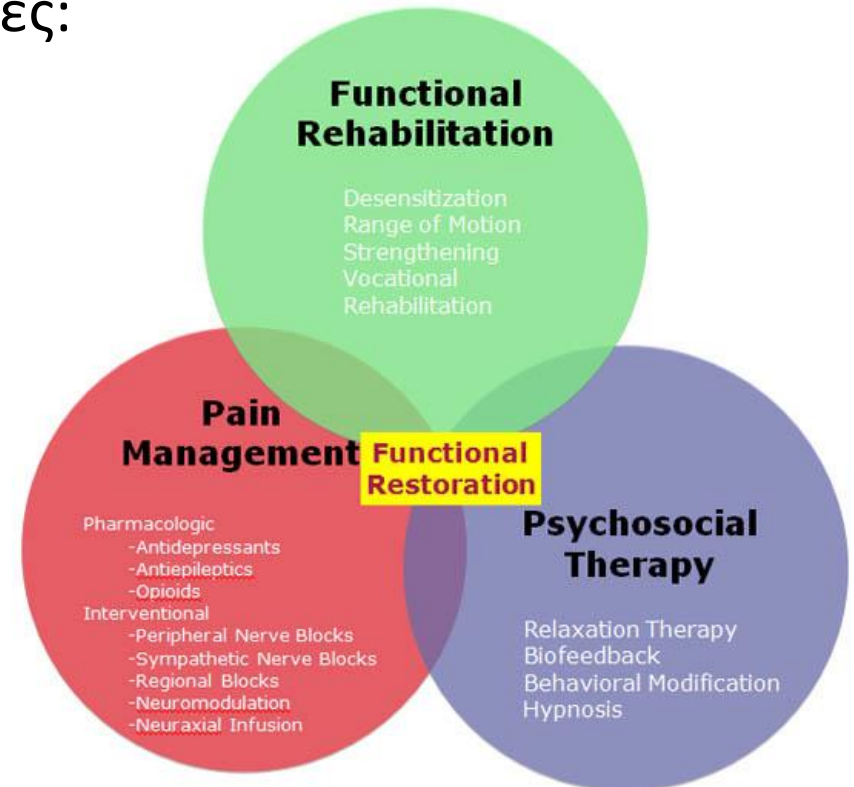 ες:
Functional
Rehabilitation
Desensitization
Range of Motion
Strengthening
Vocational
Rehabilitation
Pain
Management
Pharmacologic
-Antidepressants
-Antiepileptics
-Opioids
Interventional
-Peripheral Nerve Blocks
-Sympathetic Nerve Blocks
-Regional Blocks
-Neuromodulation
-Neuraxial Infusion
Functional
Restoration
Psychosocial
Therapy
Relaxation Therapy
Biofeedback
Behavioral Modification
Hypnosis